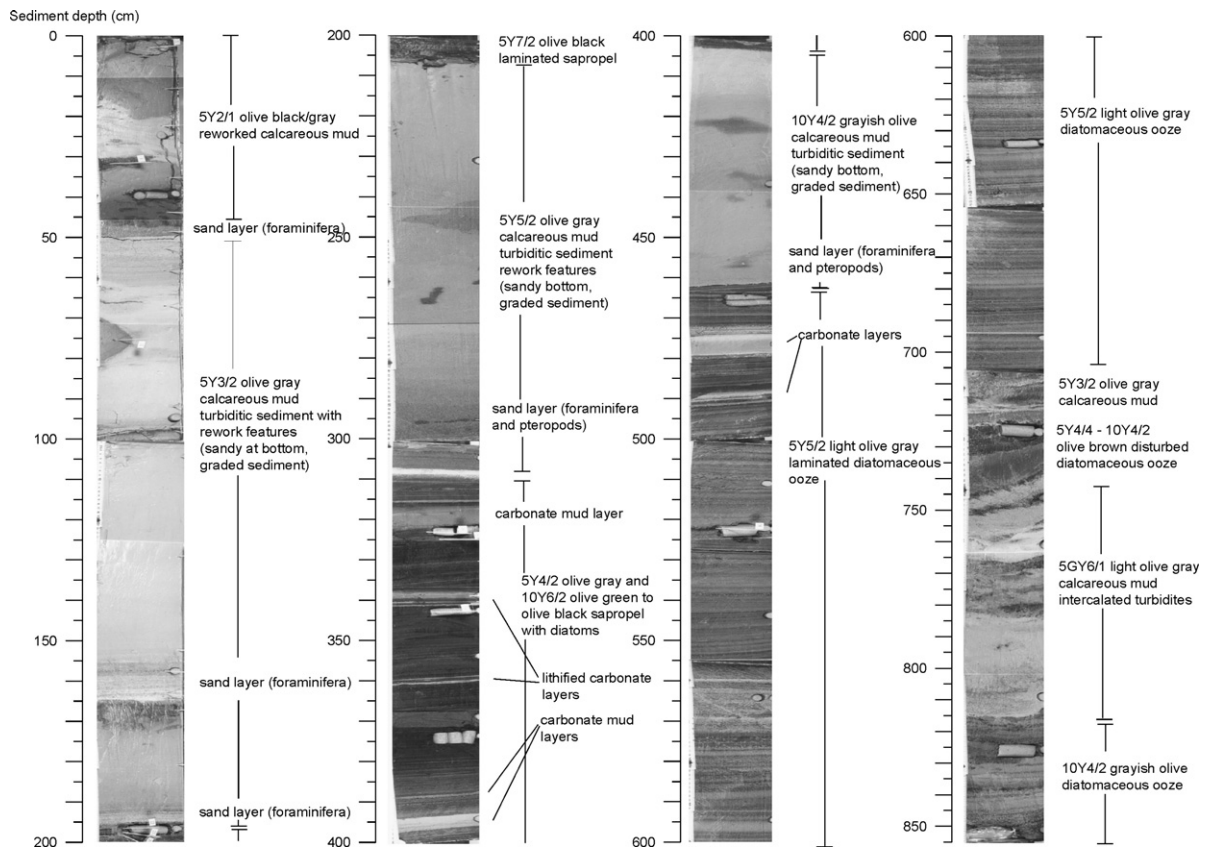 Sediment depth (cm)
0
50
100
150
200
5Y2/1 olive black/gray
reworked calcareous mud
sand layer (foraminifera)
5Y3/2 olive gray
calcareous mud
turbiditic sediment with
rework features
(sandy at bottom,
graded sediment)
sand layer (foraminifera)
sand layer (foraminifera)
200
250
300
350
400
5Y7/2 olive black
laminated sapropel
5Y5/2 olive gray
calcareous mud
turbiditic sediment
rework features
(sandy bottom,
graded sediment)
sand layer (foraminifera
and pteropods)
carbonate mud layer
5Y4/2 olive gray and
10Y6/2 olive green to
olive black sapropel
with diatoms
lithified carbonate
layers
carbonate mud
layers
400
450
500
550
600
10Y4/2 grayish olive
calcareous mud
turbiditic sediment
(sandy bottom,
graded sediment)
sand layer (foraminifera
and pteropods)
carbonate layers
5Y5/2 light olive gray
laminated diatomaceous
ooze
600
650
700
750
800
850
5Y5/2 light olive gray
diatomaceous ooze
5Y3/2 olive gray
calcareous mud
5Y4/4 - 10Y4/2
olive brown disturbed
diatomaceous ooze
5GY6/1 light olive gray
calcareous mud
intercalated turbidites
10Y4/2 grayish olive
diatomaceous ooze